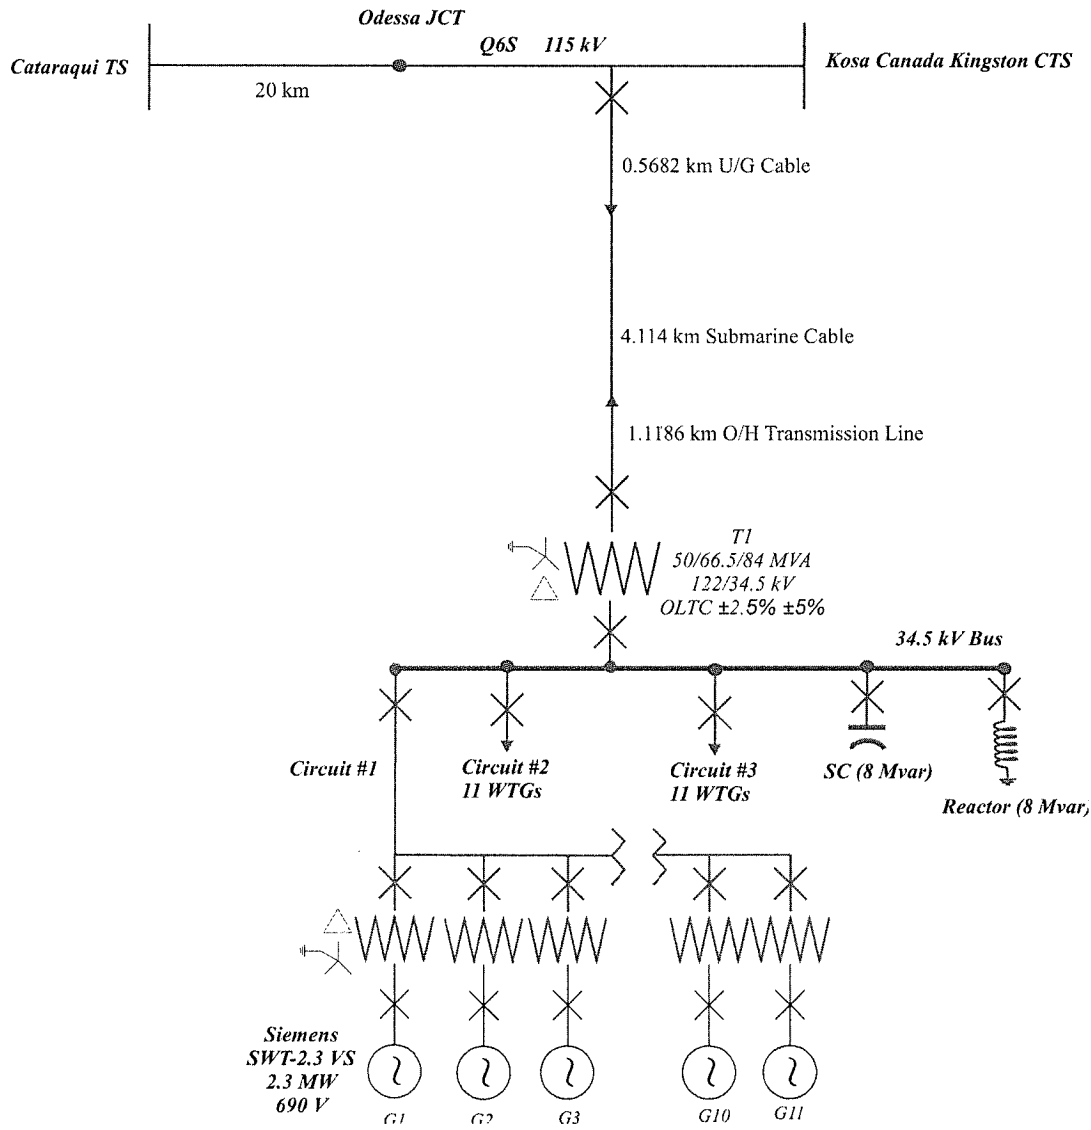 Odessa JCT
Q6S 115 kV
Cataraqui TS
Kosa Canada Kingston CTS
20 km
0.5682 km U/G Cable
4.114 km Submarine Cable
1.1186 km O/H Transmission Line
T1
50/66.5/84 MVA
122/34.5 kV
OLTC ±2.5% ±5%
34.5 kV Bus
Circuit #1
Circuit #2
11 WTGs
Circuit #3
11 WTGs
SC (8 Mvar)
Reactor (8 Mvar)
Siemens
SWT-2.3 VS
2.3 MW
690 V
G1
G2
G3
G10
G11